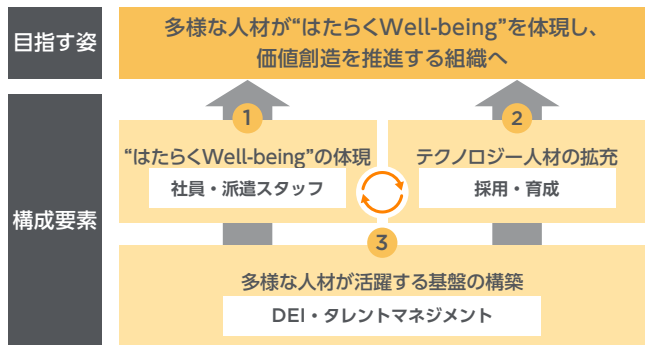 目指す姿
多様な人材が“はたらくWell-being”を体現し、
価値創造を推進する組織へ
構成要素
1
“はたらくWell-being”の体現
社員・派遣スタッフ
2
テクノロジー人材の拡充
採用・育成
3
多様な人材が活躍する基盤の構築
DEI・タレントマネジメント